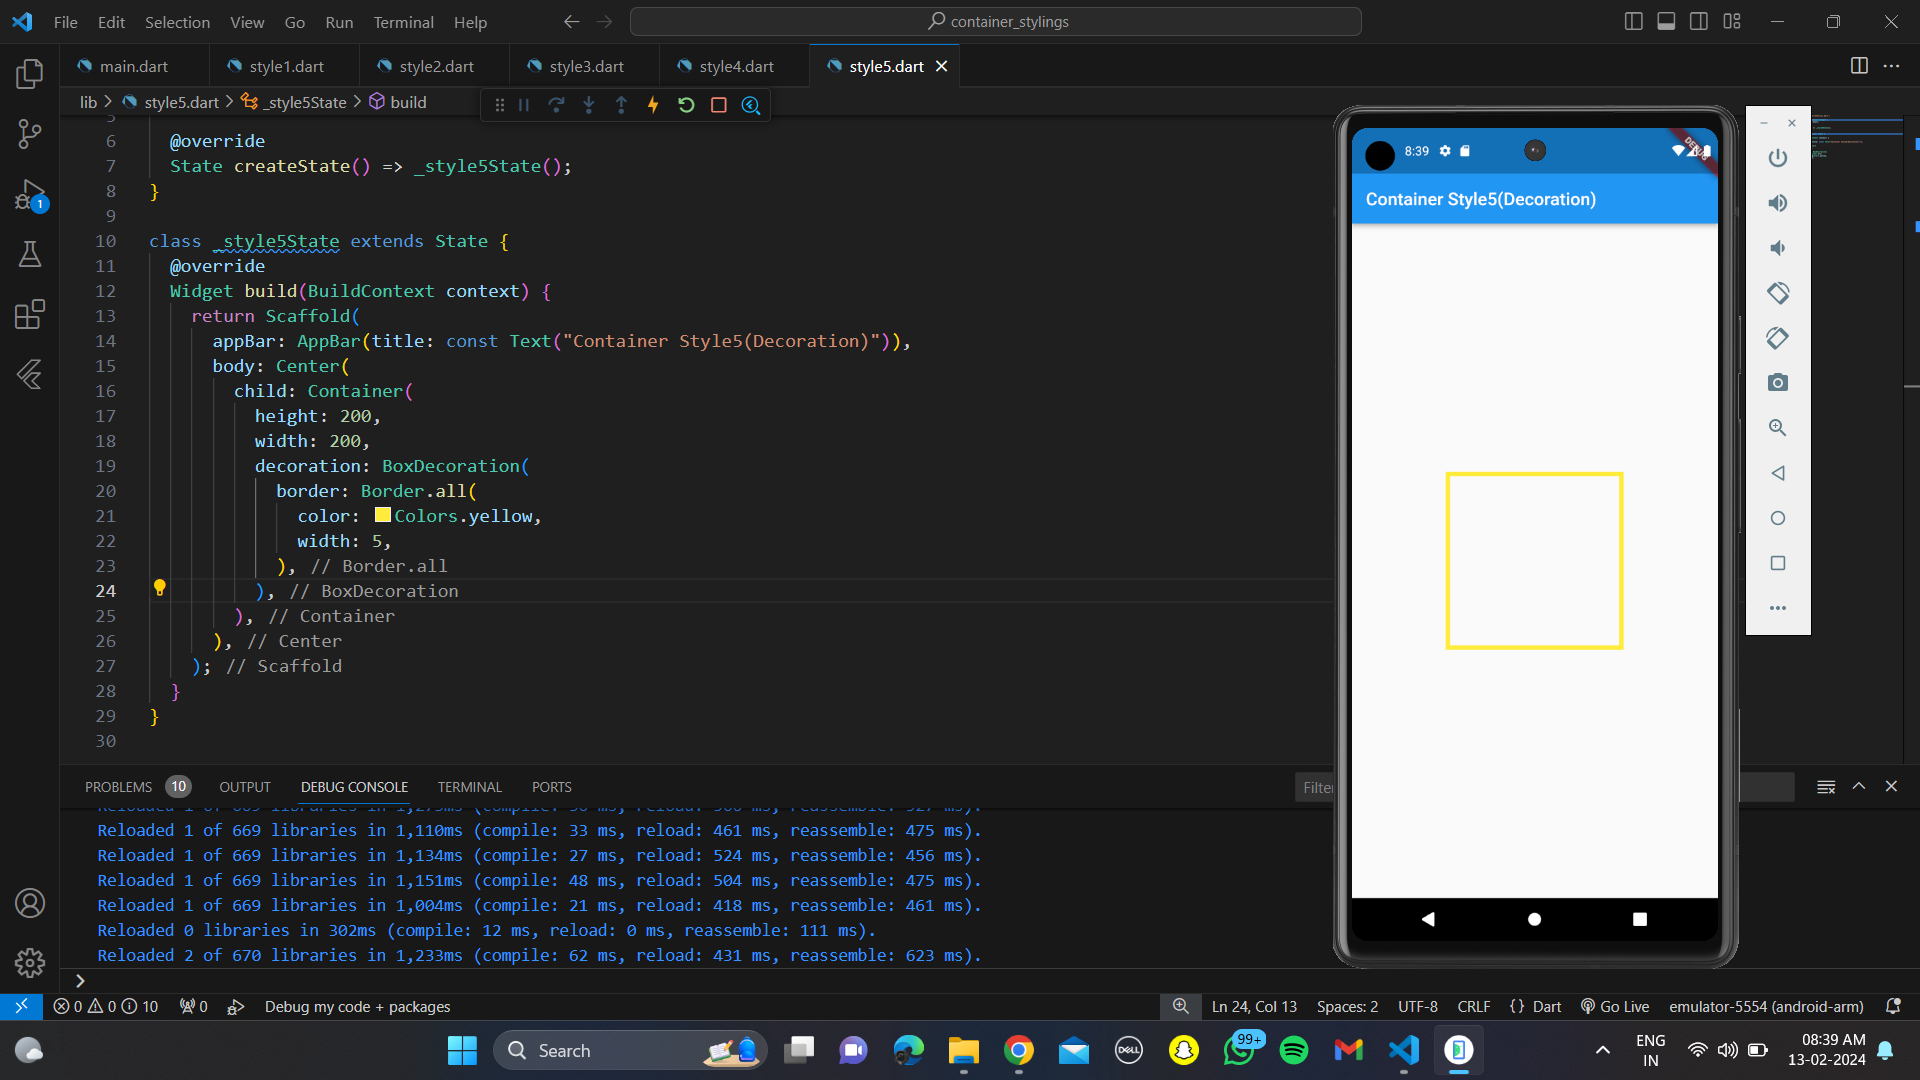 File Edit Selection View Go Run Terminal Help
container_stylings
main.dart style1.dart style2.dart style3.dart style4.dart style5.dart
lib > style5.dart > _style5State > build
6 @override
7 State createState() => _style5State();
8 }
9
10 class _style5State extends State {
11 @override
12 Widget build(BuildContext context) {
13 return Scaffold(
14 appBar: AppBar(title: const Text("Container Style5(Decoration)")),
15 body: Center(
16 child: Container(
17 height: 200,
18 width: 200,
19 decoration: BoxDecoration(
20 border: Border.all(
21 color: Colors.yellow,
22 width: 5,
23 ), // Border.all
24 ), // BoxDecoration
25 ), // Container
26 ), // Center
27 ); // Scaffold
28 }
29 }
30
8:39
DEBUG
Container Style5(Decoration)
1
PROBLEMS 10 OUTPUT DEBUG CONSOLE TERMINAL PORTS
Filter
Reloaded 1 of 669 libraries in 1,110ms (compile: 33 ms, reload: 461 ms, reassemble: 475 ms).
Reloaded 1 of 669 libraries in 1,134ms (compile: 27 ms, reload: 524 ms, reassemble: 456 ms).
Reloaded 1 of 669 libraries in 1,151ms (compile: 48 ms, reload: 504 ms, reassemble: 475 ms).
Reloaded 1 of 669 libraries in 1,004ms (compile: 21 ms, reload: 418 ms, reassemble: 461 ms).
Reloaded 0 libraries in 302ms (compile: 12 ms, reload: 0 ms, reassemble: 111 ms).
Reloaded 2 of 670 libraries in 1,233ms (compile: 62 ms, reload: 431 ms, reassemble: 623 ms).
>
0 0 10 0 Debug my code + packages Ln 24, Col 13 Spaces: 2 UTF-8 CRLF {} Dart Go Live emulator-5554 (android-arm)
Search
DELL
99+
ENG
IN
08:39 AM
13-02-2024